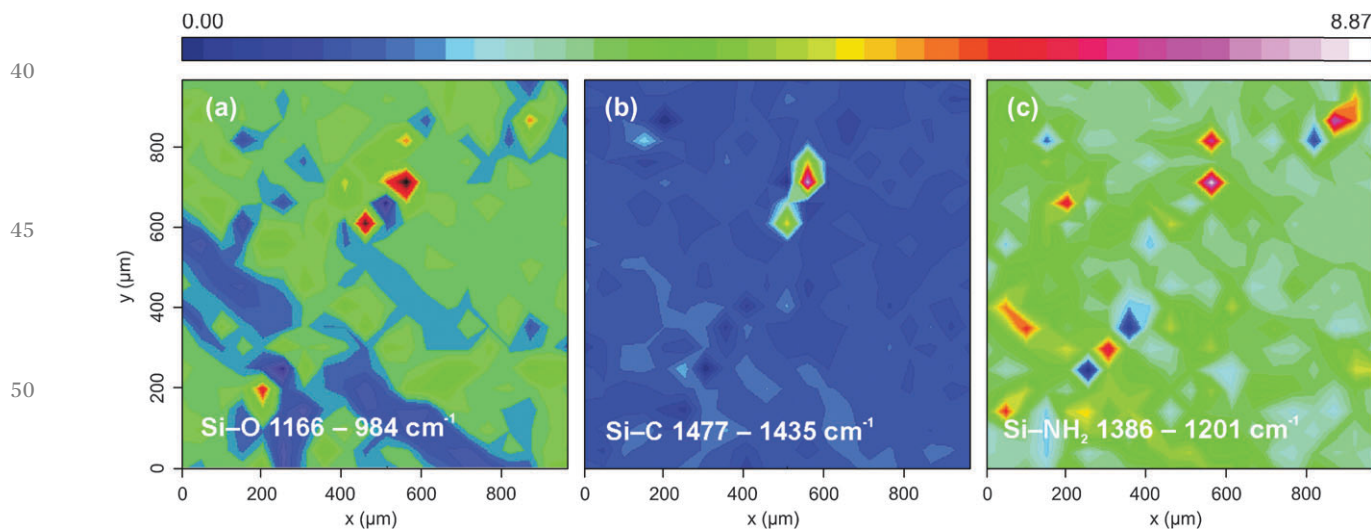 0.00 8.87
40
45
50
(a) (b) (c)
800
600
400
200
0
y (µm)
Si–O 1166 – 984 cm⁻¹
Si–C 1477 – 1435 cm⁻¹
Si–NH₂ 1386 – 1201 cm⁻¹
0 200 400 600 800
0 200 400 600 800
0 200 400 600 800
x (µm) x (µm) x (µm)